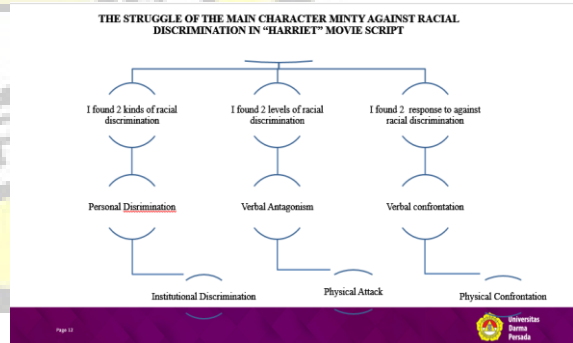 THE STRUGGLE OF THE MAIN CHARACTER MINTY AGAINST RACIAL
DISCRIMINATION IN “HARRIET” MOVIE SCRIPT
I found 2 kinds of racial
discrimination
I found 2 levels of racial
discrimination
I found 2 response to against
racial discrimination
Personal Disrimination
Verbal Antagonism
Verbal confrontation
Institutional Discrimination
Physical Attack
Physical Confrontation
Page 10
Universitas
Darma
Persada